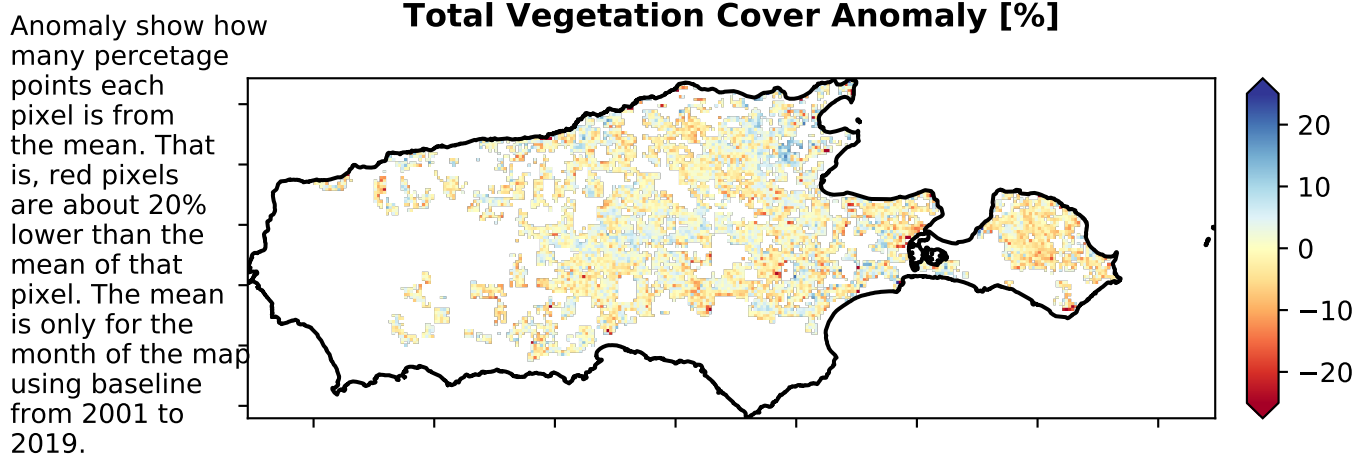 Total Vegetation Cover Anomaly [%]
Anomaly show how
many percetage
points each
pixel is from
the mean. That
is, red pixels
are about 20%
lower than the
mean of that
pixel. The mean
is only for the
month of the map
using baseline
from 2001 to
2019.
20
10
0
−10
−20